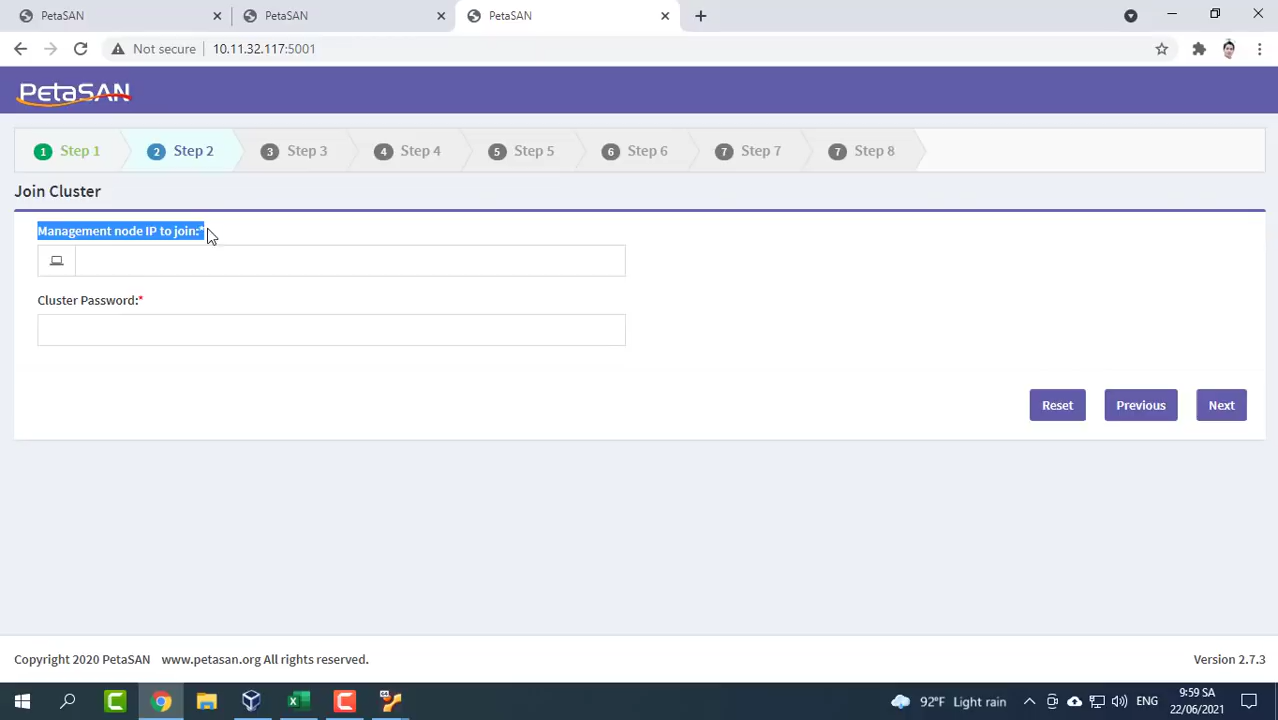 PetaSAN
PetaSAN
PetaSAN
Not secure
10.11.32.117:5001
PetaSAN
1 Step 1
2 Step 2
3 Step 3
4 Step 4
5 Step 5
6 Step 6
7 Step 7
7 Step 8
Join Cluster
Management node IP to join:*
Cluster Password:*
Reset
Previous
Next
Copyright 2020 PetaSAN www.petasan.org All rights reserved.
Version 2.7.3
92°F Light rain
ENG
9:59 SA
22/06/2021